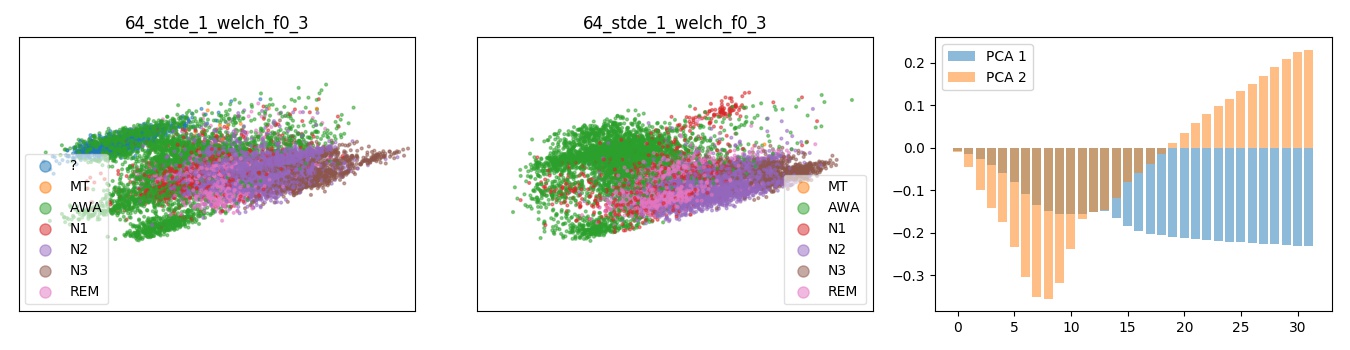 64_stde_1_welch_f0_3
?
MT
AWA
N1
N2
N3
REM
64_stde_1_welch_f0_3
MT
AWA
N1
N2
N3
REM
PCA 1
PCA 2
0.2
0.1
0.0
−0.1
−0.2
−0.3
0 5 10 15 20 25 30